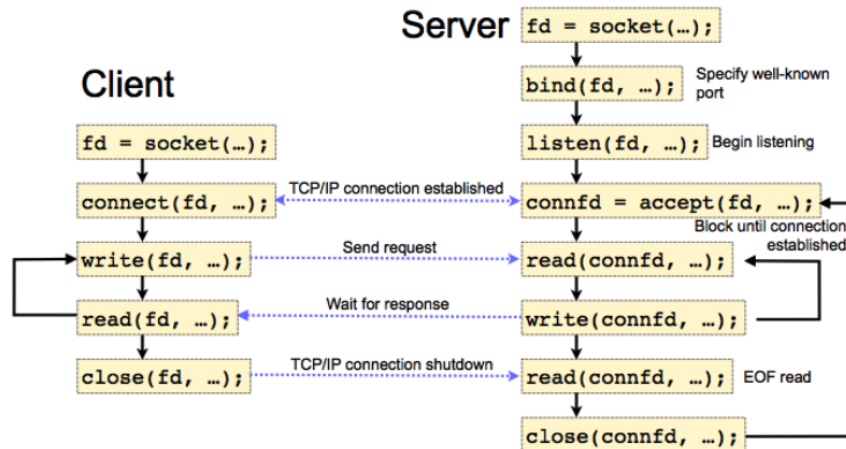 Server
fd = socket(…);
bind(fd, …);
Specify well-known
port
Client
fd = socket(…);
listen(fd, …);
Begin listening
connect(fd, …);
TCP/IP connection established
connfd = accept(fd, …);
Block until connection
established
write(fd, …);
Send request
read(connfd, …);
read(fd, …);
Wait for response
write(connfd, …);
close(fd, …);
TCP/IP connection shutdown
read(connfd, …);
EOF read
close(connfd, …);